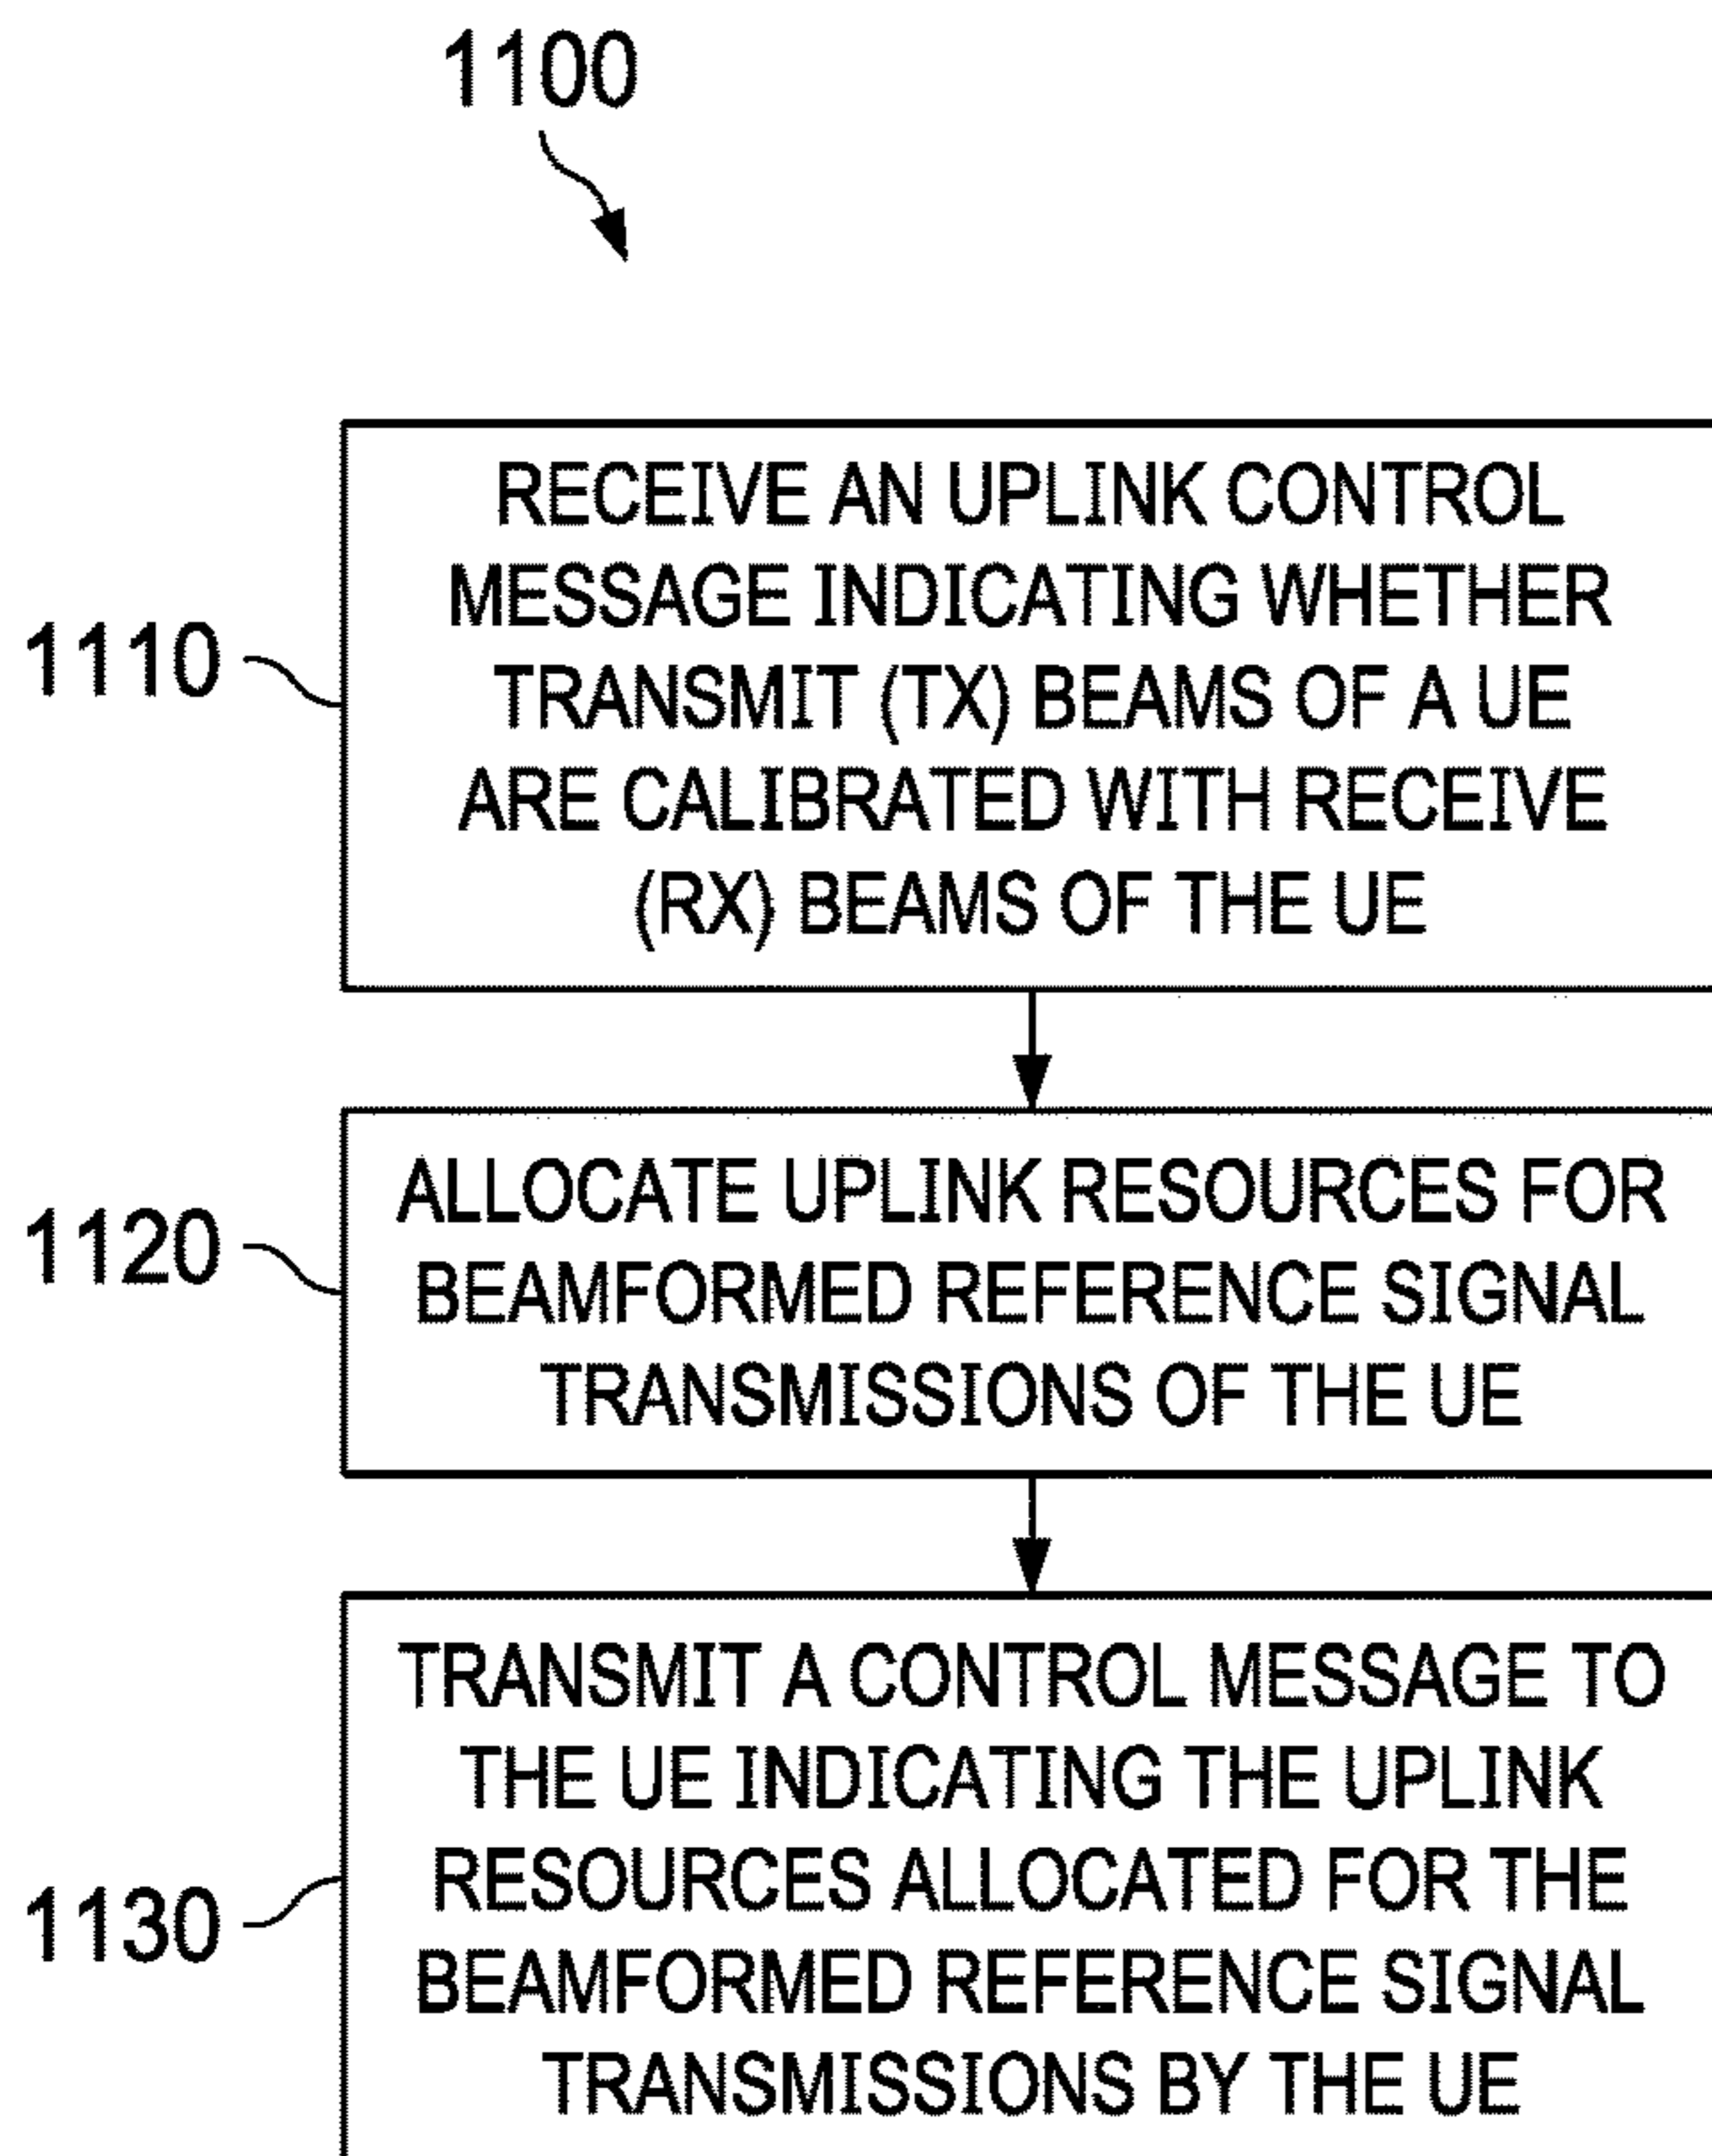 1100
1110
RECEIVE AN UPLINK CONTROL
MESSAGE INDICATING WHETHER
TRANSMIT (TX) BEAMS OF A UE
ARE CALIBRATED WITH RECEIVE
(RX) BEAMS OF THE UE
1120
ALLOCATE UPLINK RESOURCES FOR
BEAMFORMED REFERENCE SIGNAL
TRANSMISSIONS OF THE UE
1130
TRANSMIT A CONTROL MESSAGE TO
THE UE INDICATING THE UPLINK
RESOURCES ALLOCATED FOR THE
BEAMFORMED REFERENCE SIGNAL
TRANSMISSIONS BY THE UE